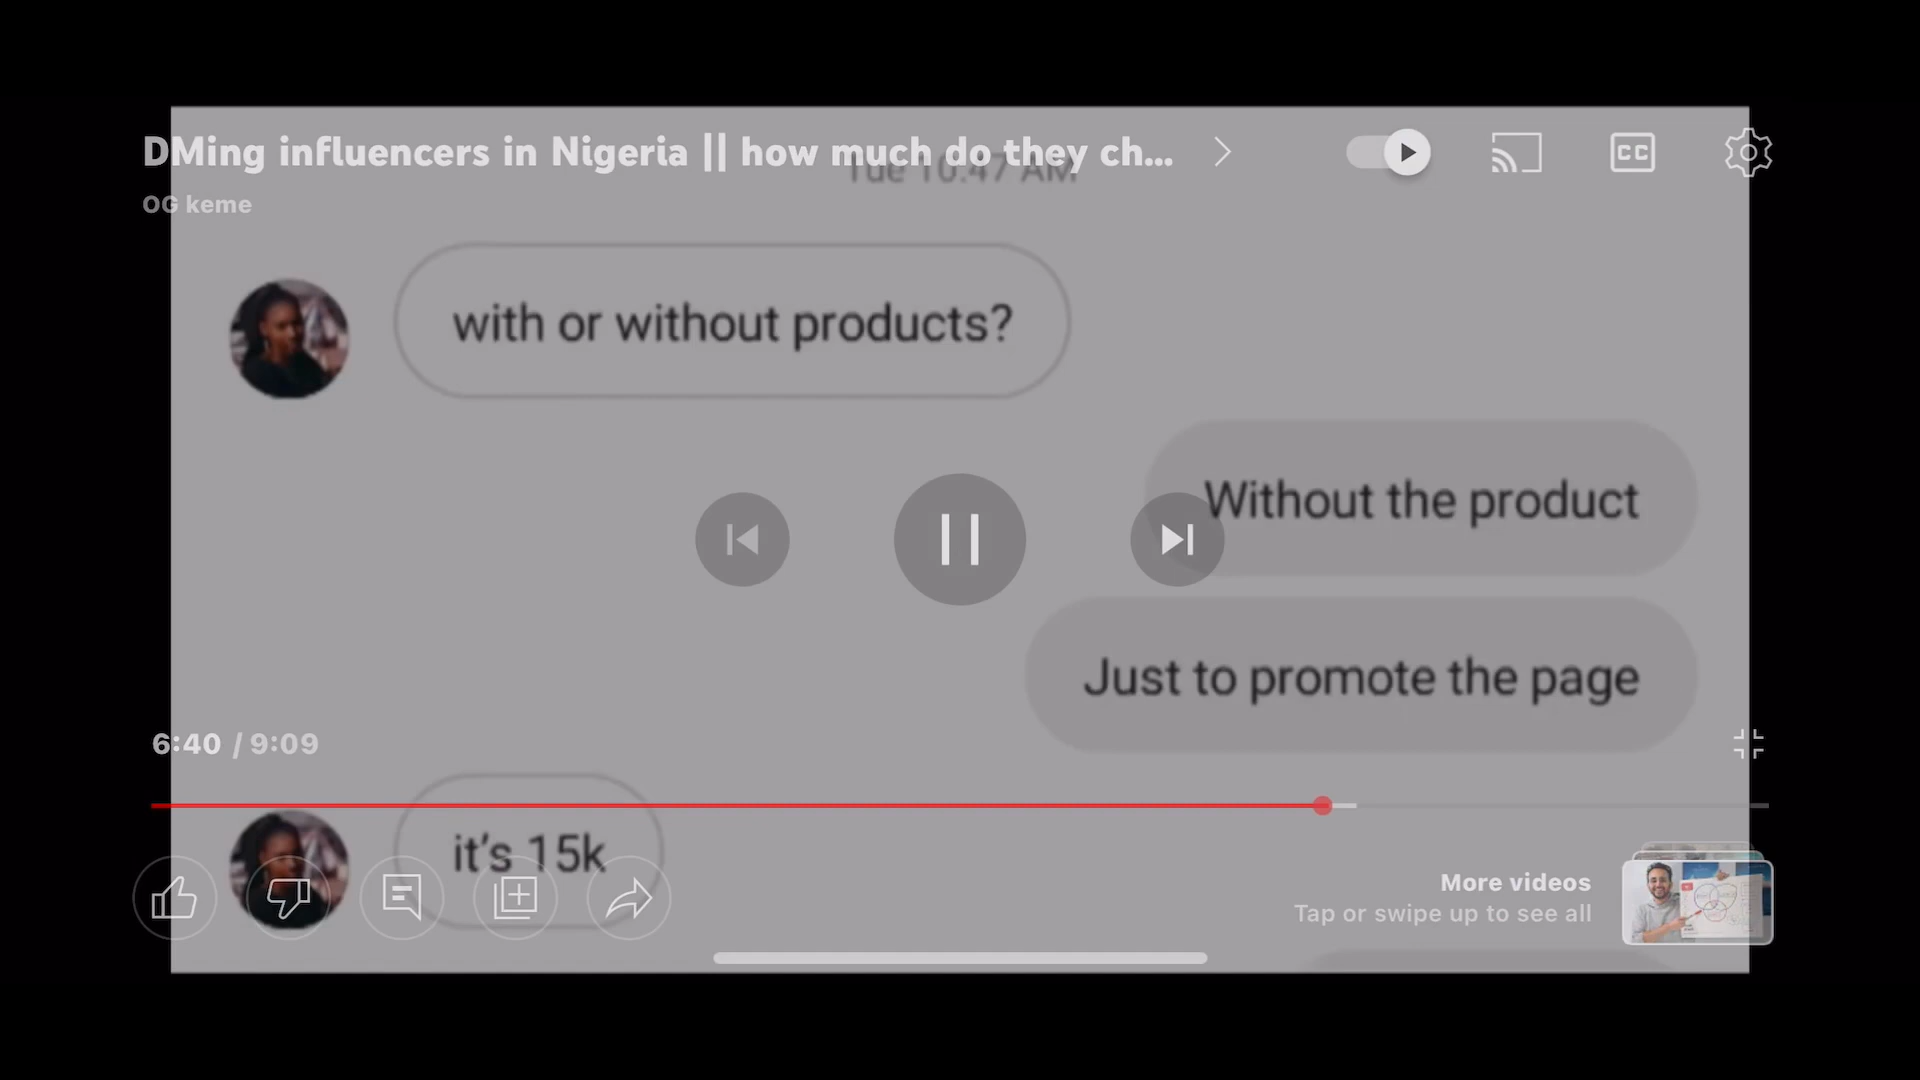 DMing influencers in Nigeria || how much do they ch...
Tue 10:47 AM
OG keme
CC
with or without products?
Without the product
Just to promote the page
6:40 / 9:09
it's 15k
More videos
Tap or swipe up to see all